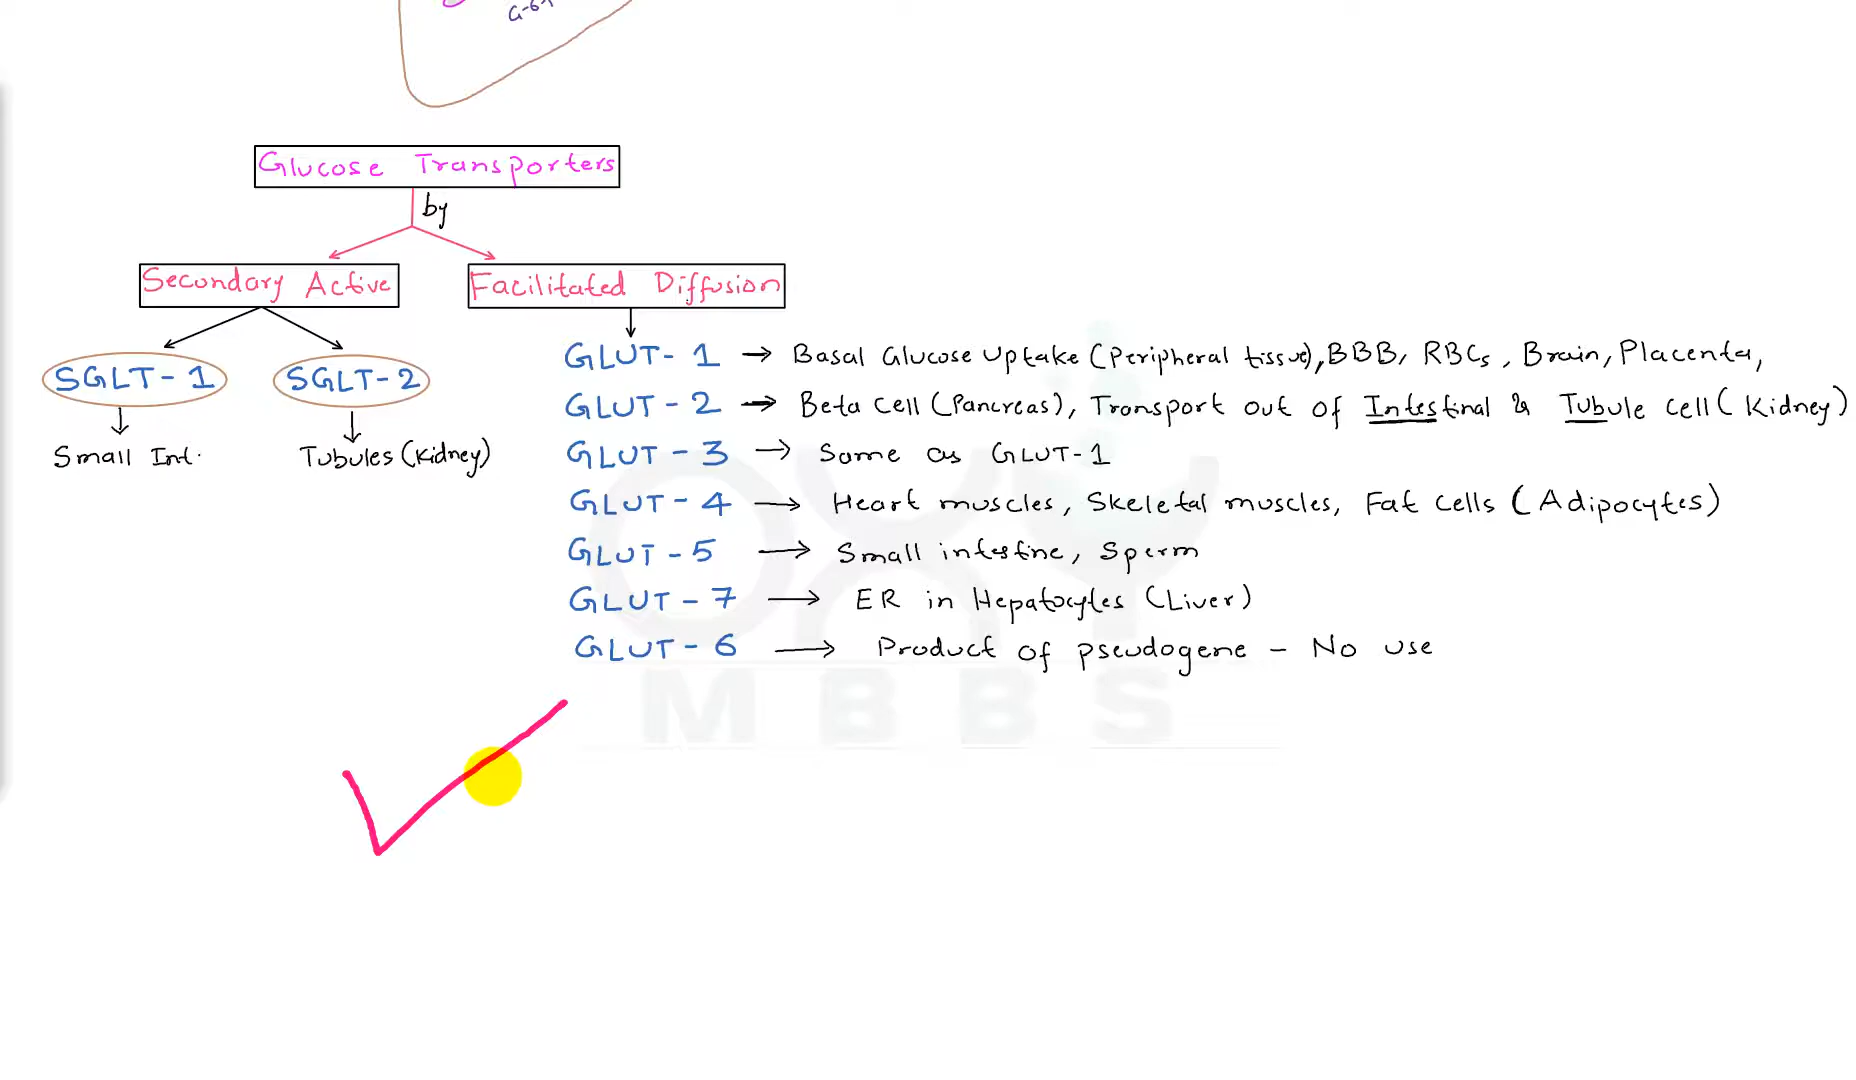 G-6-
Glucose Transporters
by
Secondary Active
Facilitated Diffusion
SGLT-1
SGLT-2
Small Int.
Tubules (Kidney)
GLUT-1 → Basal Glucose uptake (Peripheral tissue), BBB, RBCs, Brain, Placenta,
GLUT-2 → Beta Cell (Pancreas), Transport out of Intestinal & Tubule cell (Kidney)
GLUT-3 → Same as GLUT-1
GLUT-4 → Heart muscles, Skeletal muscles, Fat cells (Adipocytes)
GLUT-5 → Small intestine, Sperm
GLUT-7 → ER in Hepatocytes (Liver)
GLUT-6 → Product of pseudogene - No use
MBBS